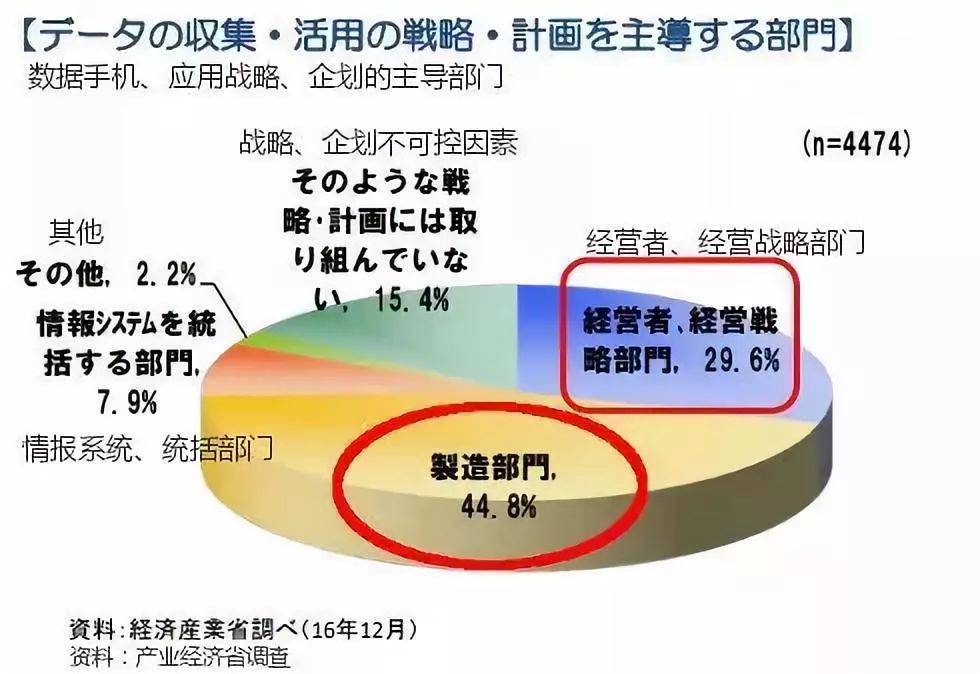 【データの収集・活用の戦略・計画を主導する部門】
数据手机、应用战略、企划的主导部门
(n=4474)
战略、企划不可控因素
そのような戦
略・計画には取
り組んでいな
い, 15.4%
其他
その他, 2.2%
情報システムを統
括する部門,
7.9%
情报系统、统括部门
经营者、经营战略部门
経営者、経営戦
略部門, 29.6%
製造部門,
44.8%
資料:経済産業省調べ(16年12月)
资料：产业经济省调查